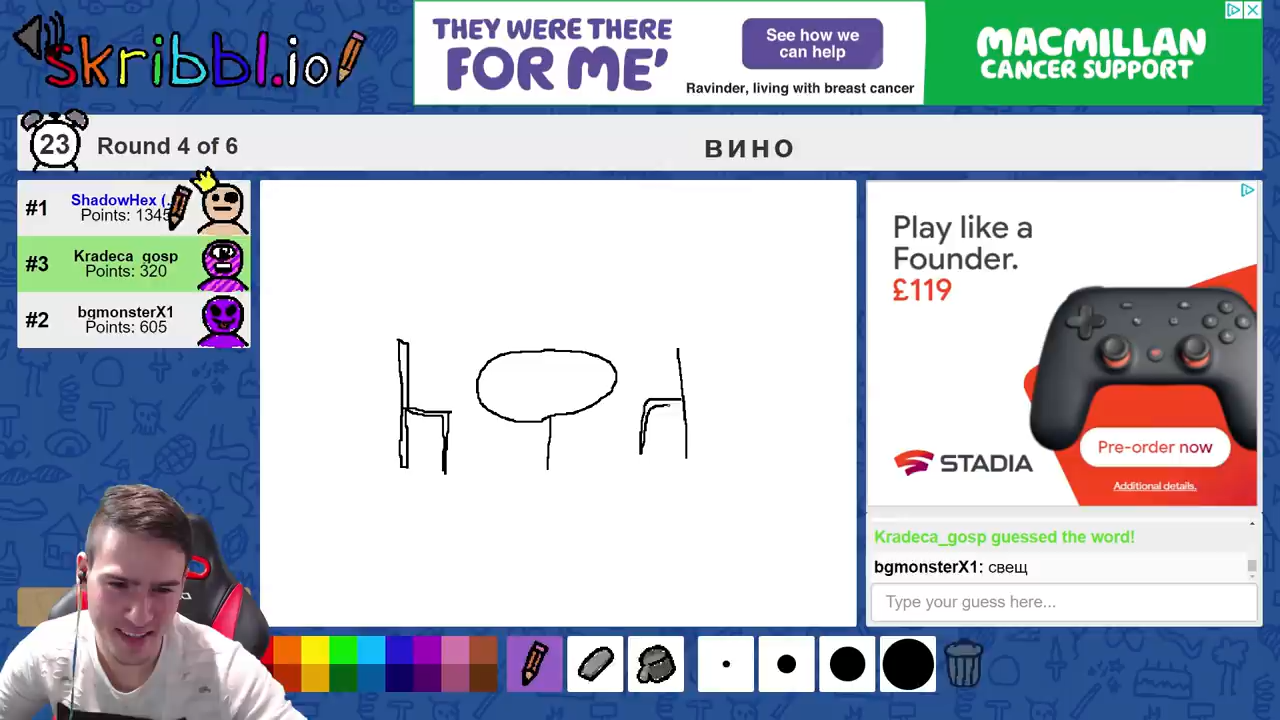 skribbl.io
THEY WERE THERE
FOR ME’
See how we
can help
Ravinder, living with breast cancer
MACMILLAN
CANCER SUPPORT
23
Round 4 of 6
вино
#1
ShadowHex (.
Points: 1345
#3
Kradeca_gosp
Points: 320
#2
bgmonsterX1
Points: 605
Play like a
Founder.
£119
Pre-order now
STADIA
Additional details.
Kradeca_gosp guessed the word!
bgmonsterX1: свещ
Type your guess here...